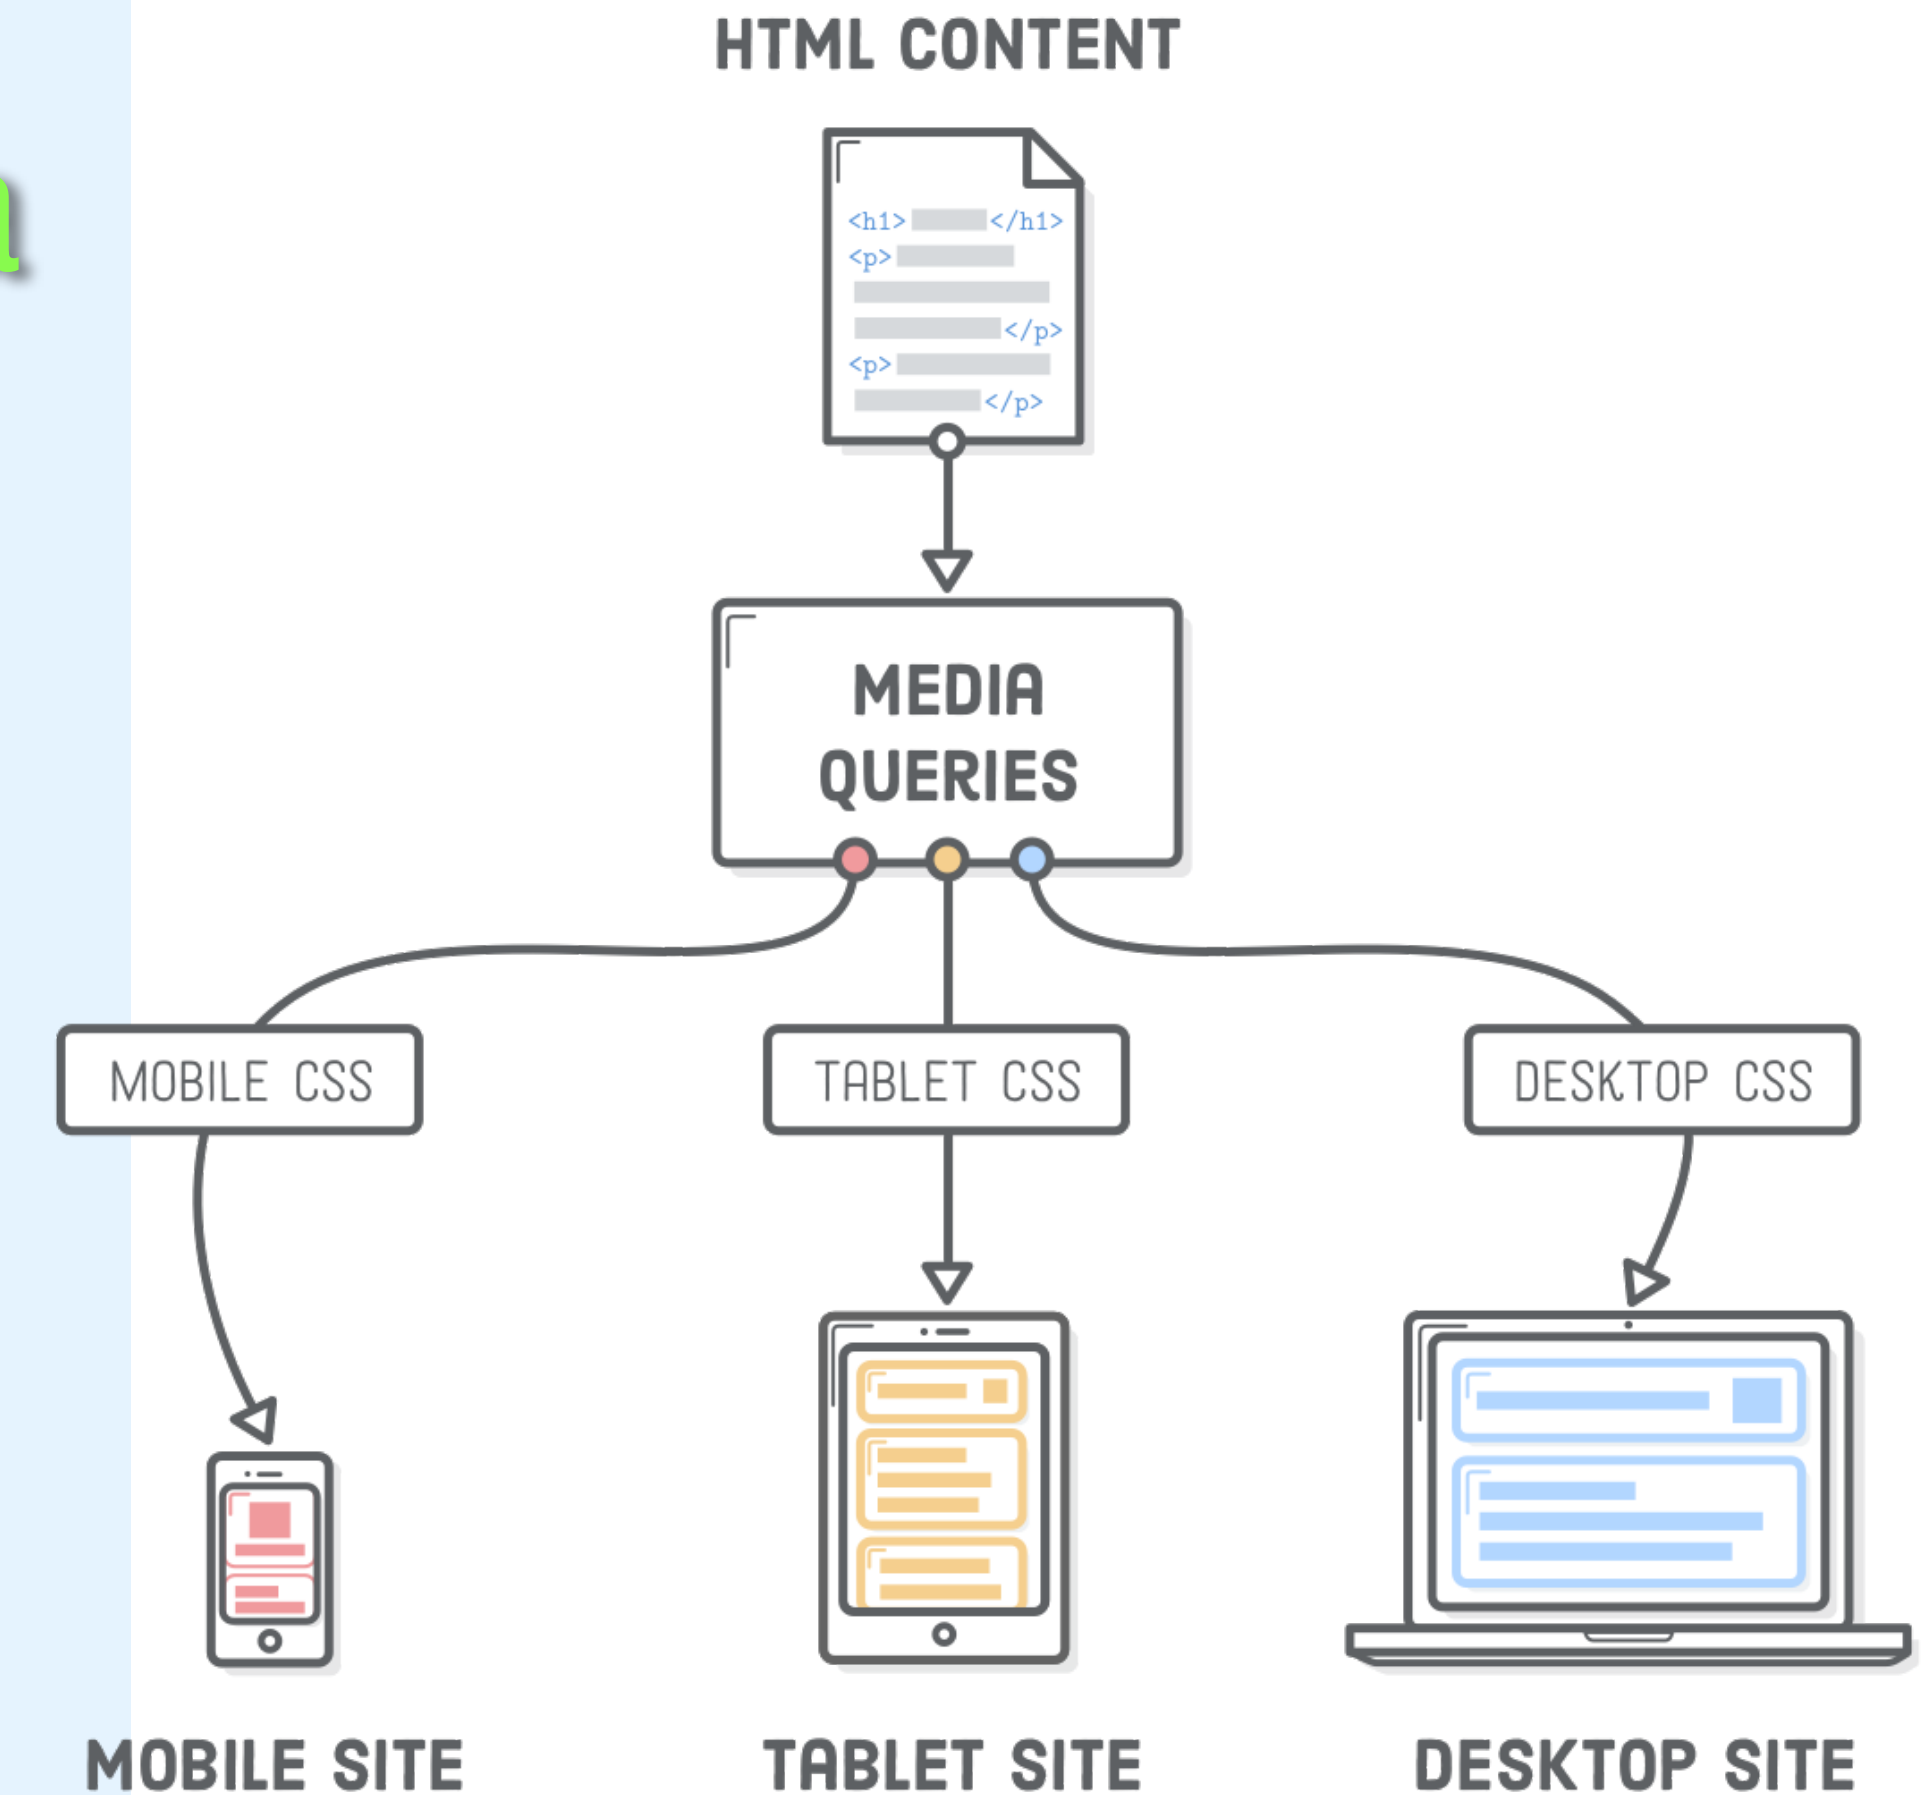 HTML CONTENT
<h1> </h1>
<p>
</p>
<p>
</p>
MEDIA
QUERIES
MOBILE CSS
TABLET CSS
DESKTOP CSS
MOBILE SITE
TABLET SITE
DESKTOP SITE